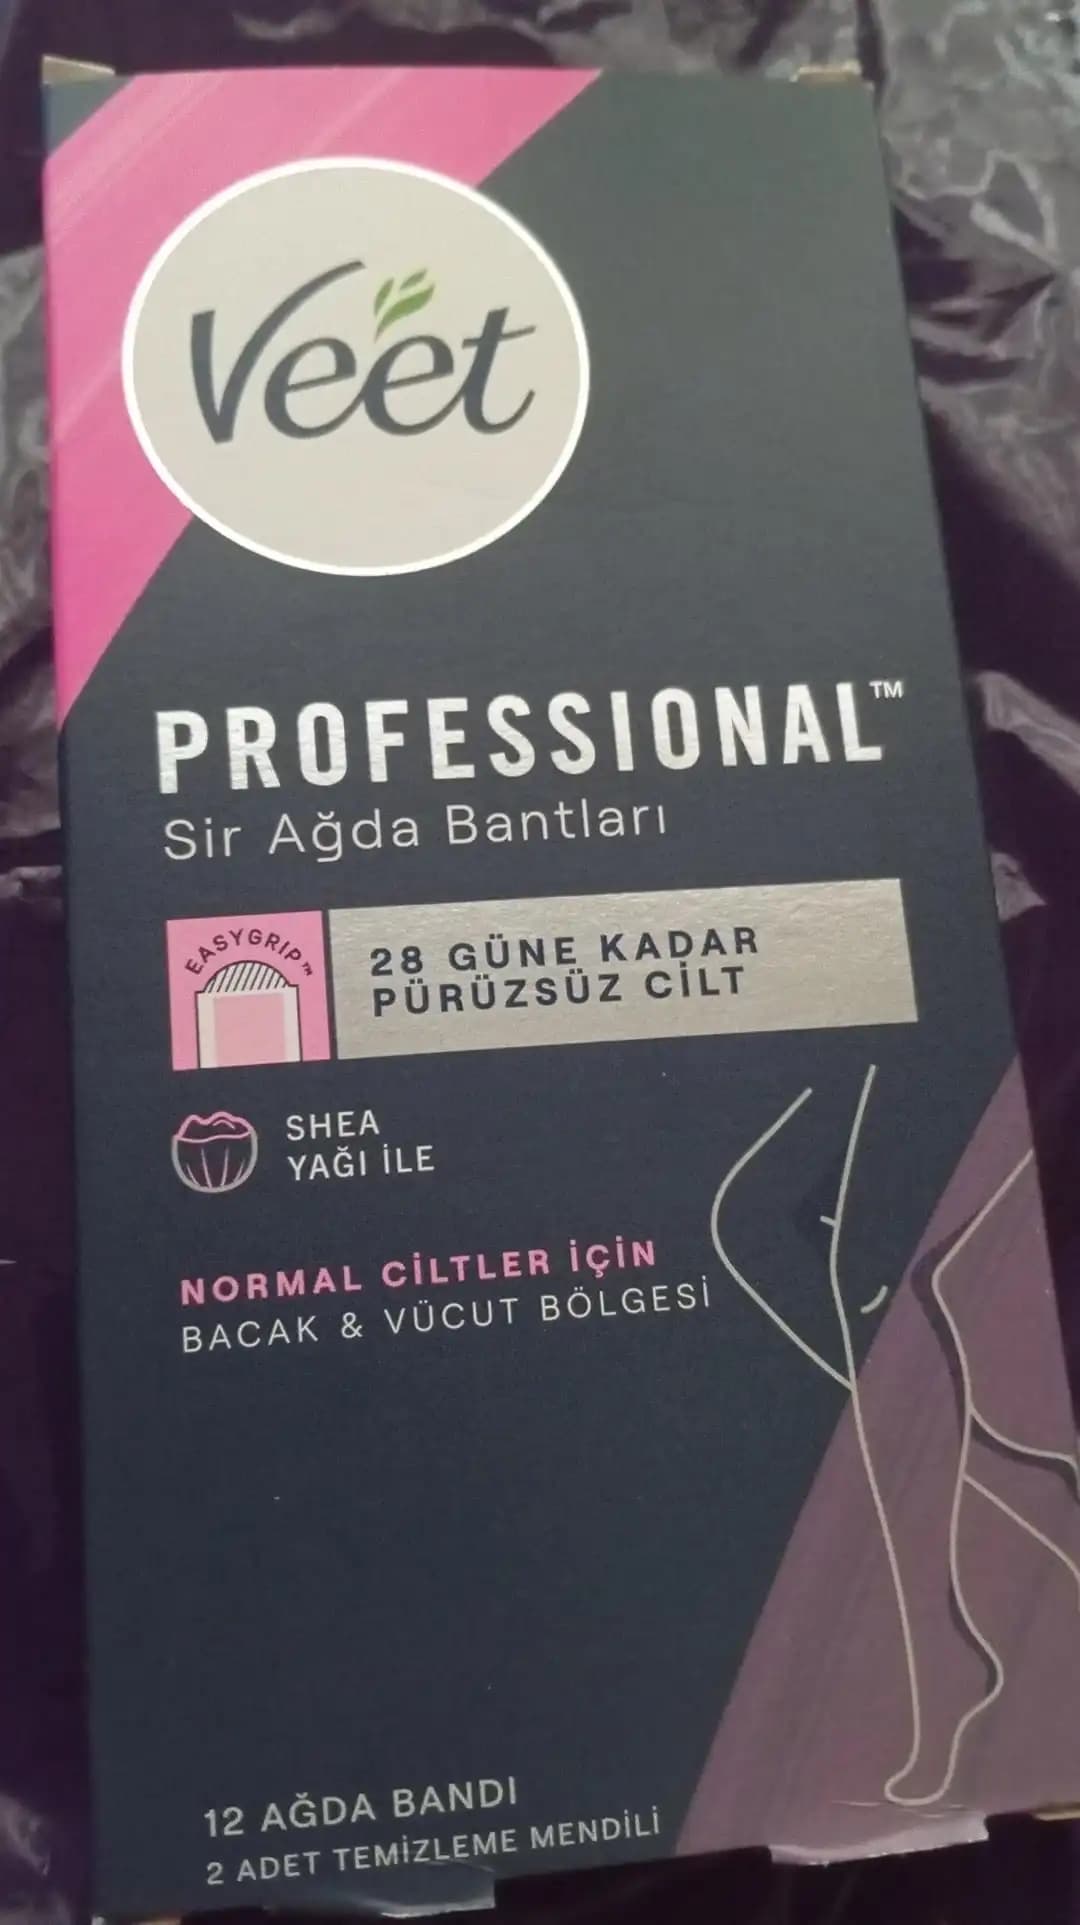 Veet
PROFESSIONAL™
Sir Ağda Bantları
EASYGRIP™
28 GÜNE KADAR
PÜRÜZSÜZ CİLT
SHEA
YAĞI İLE
NORMAL CİLTLER İÇİN
BACAK & VÜCUT BÖLGESİ
12 AĞDA BANDI
2 ADET TEMİZLEME MENDİLİ